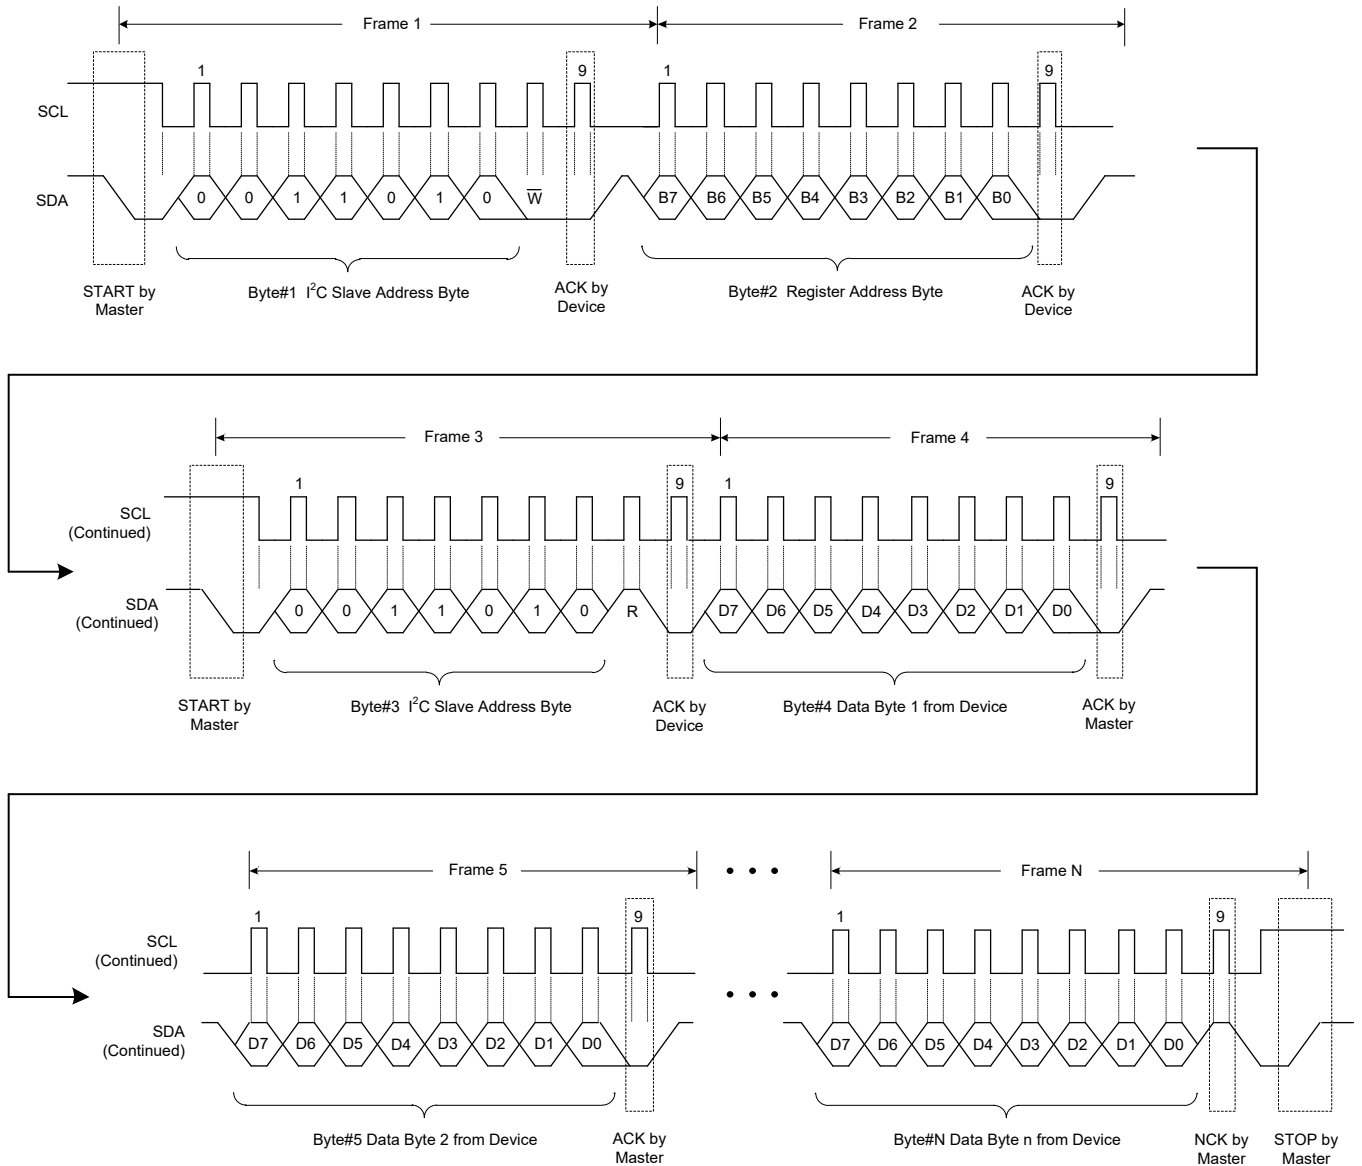 Frame 1 Frame 2
1 9 1 9
SCL
SDA 0 0 1 1 0 1 0 W̅ B7 B6 B5 B4 B3 B2 B1 B0
START by Master
Byte#1 I²C Slave Address Byte
ACK by Device
Byte#2 Register Address Byte
ACK by Device
Frame 3 Frame 4
1 9 1 9
SCL
(Continued)
SDA
(Continued)
0 0 1 1 0 1 0 R D7 D6 D5 D4 D3 D2 D1 D0
START by Master
Byte#3 I²C Slave Address Byte
ACK by Device
Byte#4 Data Byte 1 from Device
ACK by Master
Frame 5 • • • Frame N
1 9 1 9
SCL
(Continued)
• • •
SDA
(Continued)
D7 D6 D5 D4 D3 D2 D1 D0 D7 D6 D5 D4 D3 D2 D1 D0
Byte#5 Data Byte 2 from Device
ACK by Master
Byte#N Data Byte n from Device
NCK by Master
STOP by Master